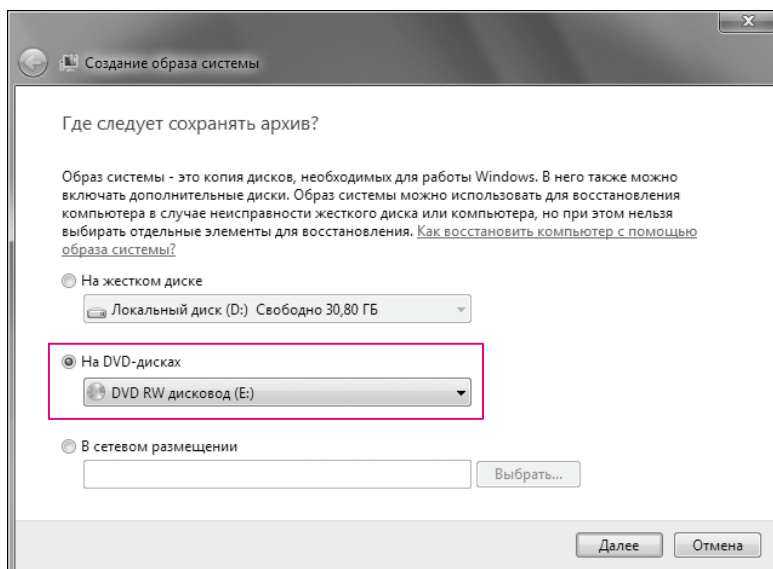 Создание образа системы
Где следует сохранять архив?
Образ системы - это копия дисков, необходимых для работы Windows. В него также можно
включать дополнительные диски. Образ системы можно использовать для восстановления
компьютера в случае неисправности жесткого диска или компьютера, но при этом нельзя
выбирать отдельные элементы для восстановления. Как восстановить компьютер с помощью
образа системы?
На жестком диске
Локальный диск (D:) Свободно 30,80 ГБ
На DVD-дисках
DVD RW дисковод (E:)
В сетевом размещении
Выбрать...
Далее Отмена